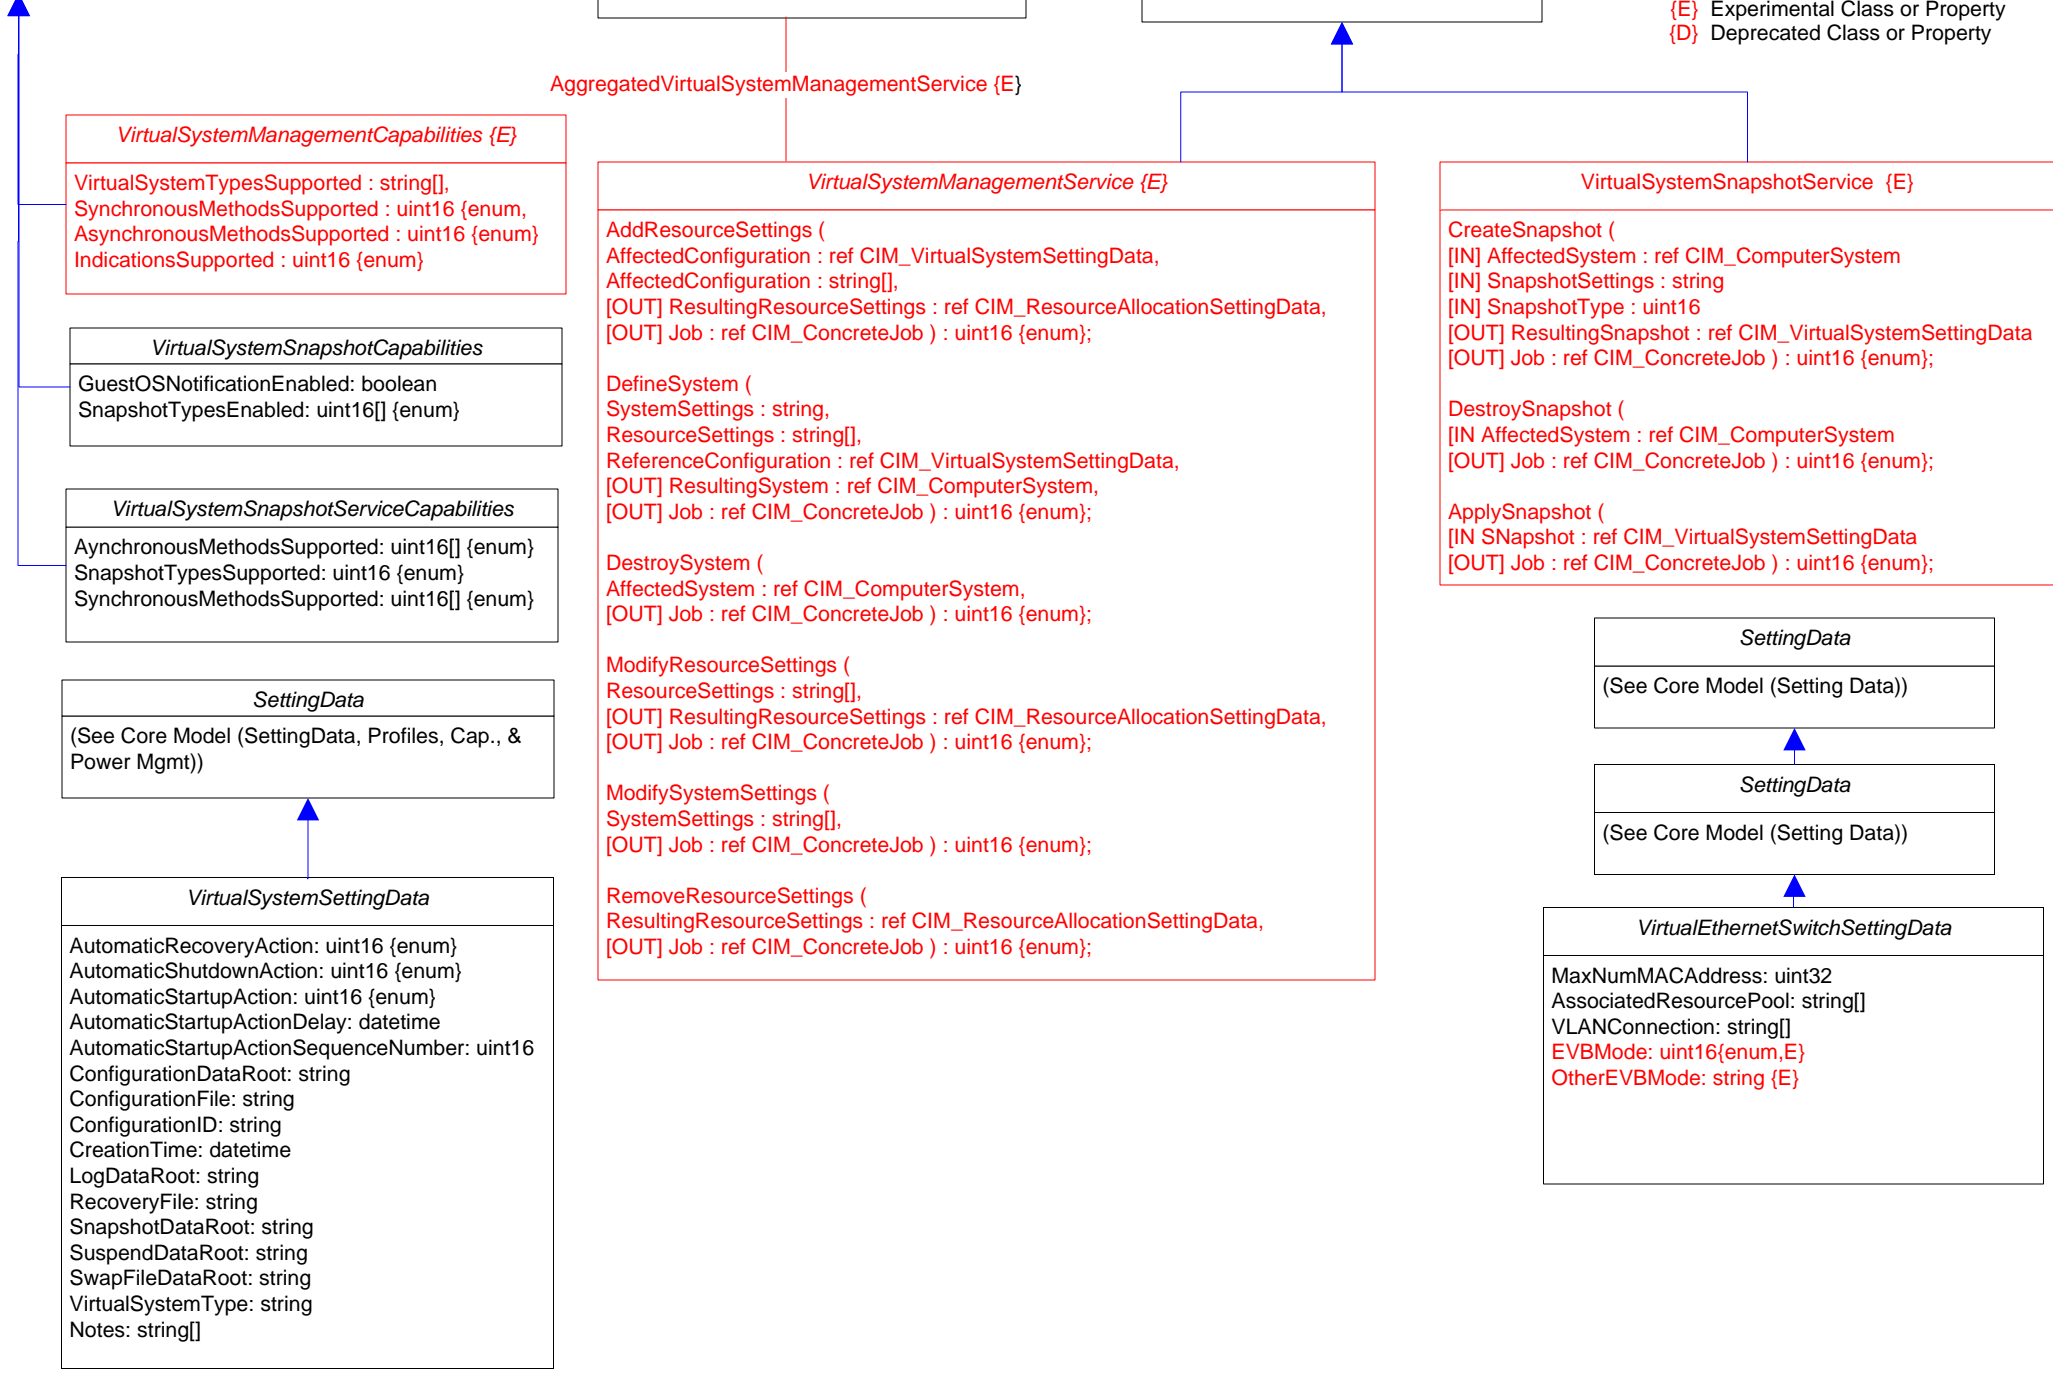 {E} Experimental Class or Property
{D} Deprecated Class or Property
AggregatedVirtualSystemManagementService {E}
VirtualSystemManagementCapabilities {E}
VirtualSystemTypesSupported : string[],
SynchronousMethodsSupported : uint16 {enum,
AsynchronousMethodsSupported : uint16 {enum}
IndicationsSupported : uint16 {enum}
VirtualSystemSnapshotCapabilities
GuestOSNotificationEnabled: boolean
SnapshotTypesEnabled: uint16[] {enum}
VirtualSystemSnapshotServiceCapabilities
AynchronousMethodsSupported: uint16[] {enum}
SnapshotTypesSupported: uint16 {enum}
SynchronousMethodsSupported: uint16[] {enum}
SettingData
(See Core Model (SettingData, Profiles, Cap., &
Power Mgmt))
VirtualSystemSettingData
AutomaticRecoveryAction: uint16 {enum}
AutomaticShutdownAction: uint16 {enum}
AutomaticStartupAction: uint16 {enum}
AutomaticStartupActionDelay: datetime
AutomaticStartupActionSequenceNumber: uint16
ConfigurationDataRoot: string
ConfigurationFile: string
ConfigurationID: string
CreationTime: datetime
LogDataRoot: string
RecoveryFile: string
SnapshotDataRoot: string
SuspendDataRoot: string
SwapFileDataRoot: string
VirtualSystemType: string
Notes: string[]
VirtualSystemManagementService {E}
AddResourceSettings (
AffectedConfiguration : ref CIM_VirtualSystemSettingData,
AffectedConfiguration : string[],
[OUT] ResultingResourceSettings : ref CIM_ResourceAllocationSettingData,
[OUT] Job : ref CIM_ConcreteJob ) : uint16 {enum};
DefineSystem (
SystemSettings : string,
ResourceSettings : string[],
ReferenceConfiguration : ref CIM_VirtualSystemSettingData,
[OUT] ResultingSystem : ref CIM_ComputerSystem,
[OUT] Job : ref CIM_ConcreteJob ) : uint16 {enum};
DestroySystem (
AffectedSystem : ref CIM_ComputerSystem,
[OUT] Job : ref CIM_ConcreteJob ) : uint16 {enum};
ModifyResourceSettings (
ResourceSettings : string[],
[OUT] ResultingResourceSettings : ref CIM_ResourceAllocationSettingData,
[OUT] Job : ref CIM_ConcreteJob ) : uint16 {enum};
ModifySystemSettings (
SystemSettings : string[],
[OUT] Job : ref CIM_ConcreteJob ) : uint16 {enum};
RemoveResourceSettings (
ResultingResourceSettings : ref CIM_ResourceAllocationSettingData,
[OUT] Job : ref CIM_ConcreteJob ) : uint16 {enum};
VirtualSystemSnapshotService {E}
CreateSnapshot (
[IN] AffectedSystem : ref CIM_ComputerSystem
[IN] SnapshotSettings : string
[IN] SnapshotType : uint16
[OUT] ResultingSnapshot : ref CIM_VirtualSystemSettingData
[OUT] Job : ref CIM_ConcreteJob ) : uint16 {enum};
DestroySnapshot (
[IN AffectedSystem : ref CIM_ComputerSystem
[OUT] Job : ref CIM_ConcreteJob ) : uint16 {enum};
ApplySnapshot (
[IN SNapshot : ref CIM_VirtualSystemSettingData
[OUT] Job : ref CIM_ConcreteJob ) : uint16 {enum};
SettingData
(See Core Model (Setting Data))
SettingData
(See Core Model (Setting Data))
VirtualEthernetSwitchSettingData
MaxNumMACAddress: uint32
AssociatedResourcePool: string[]
VLANConnection: string[]
EVBMode: uint16{enum,E}
OtherEVBMode: string {E}